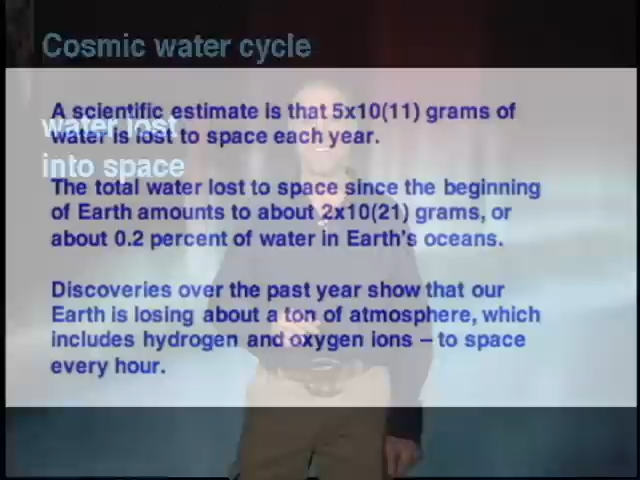 Cosmic water cycle
water lost
into space
A scientific estimate is that 5x10(11) grams of
water is lost to space each year.
The total water lost to space since the beginning
of Earth amounts to about 2x10(21) grams, or
about 0.2 percent of water in Earth's oceans.
Discoveries over the past year show that our
Earth is losing about a ton of atmosphere, which
includes hydrogen and oxygen ions – to space
every hour.